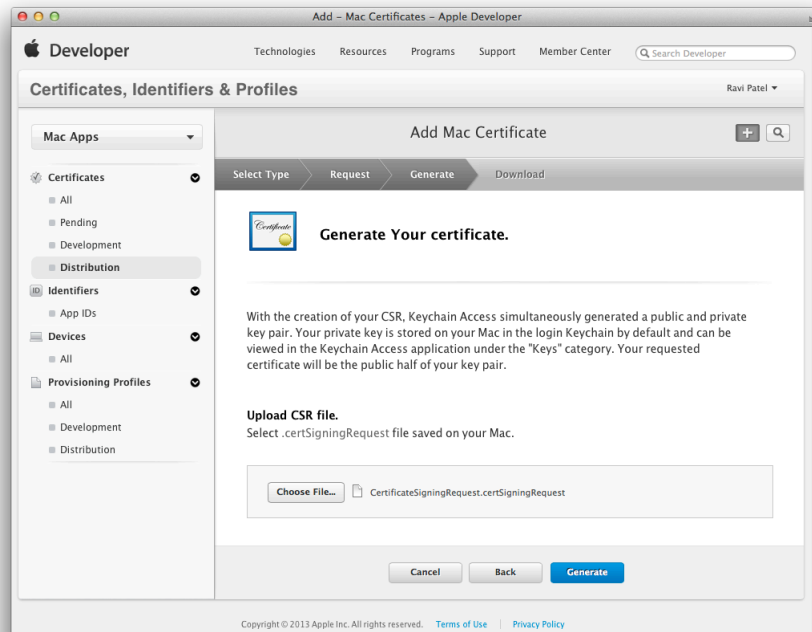 Add – Mac Certificates – Apple Developer
Developer
Technologies
Resources
Programs
Support
Member Center
Search Developer
Certificates, Identifiers & Profiles
Ravi Patel
Mac Apps
Certificates
All
Pending
Development
Distribution
ID Identifiers
App IDs
Devices
All
Provisioning Profiles
All
Development
Distribution
Add Mac Certificate
Select Type
Request
Generate
Download
Certificate
Generate Your certificate.
With the creation of your CSR, Keychain Access simultaneously generated a public and private
key pair. Your private key is stored on your Mac in the login Keychain by default and can be
viewed in the Keychain Access application under the "Keys" category. Your requested
certificate will be the public half of your key pair.
Upload CSR file.
Select .certSigningRequest file saved on your Mac.
Choose File...
CertificateSigningRequest.certSigningRequest
Cancel
Back
Generate
Copyright © 2013 Apple Inc. All rights reserved.
Terms of Use
Privacy Policy